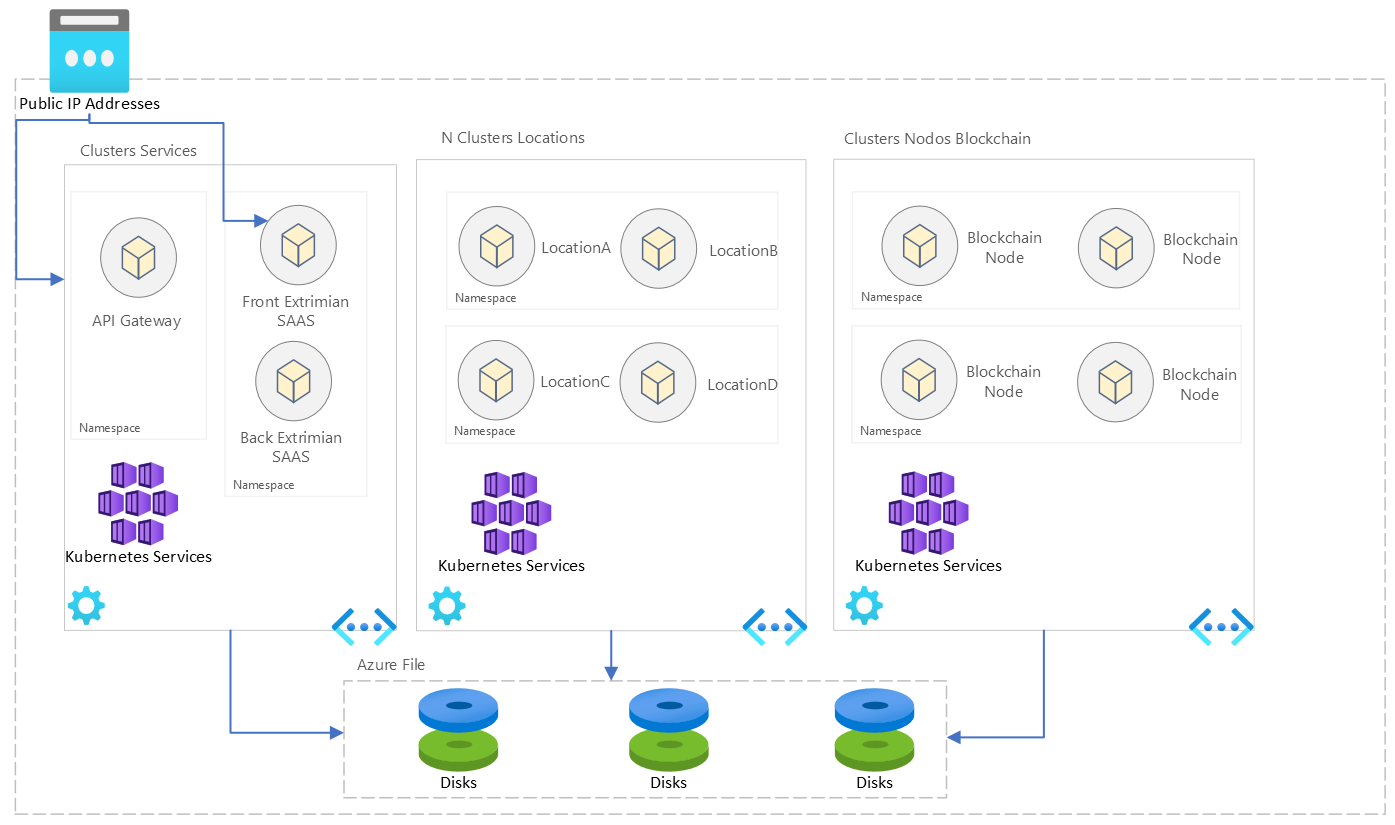 Public IP Addresses
Clusters Services
API Gateway
Namespace
Front Extrimian
SAAS
Back Extrimian
SAAS
Namespace
Kubernetes Services
N Clusters Locations
LocationA
LocationB
Namespace
LocationC
LocationD
Namespace
Kubernetes Services
Clusters Nodos Blockchain
Blockchain
Node
Blockchain
Node
Namespace
Blockchain
Node
Blockchain
Node
Namespace
Kubernetes Services
Azure File
Disks
Disks
Disks